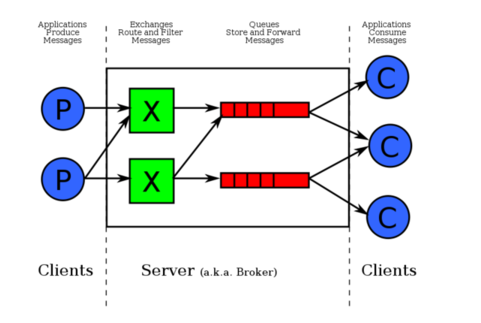 Applications
Produce
Messages
Exchanges
Route and Filter
Messages
Queues
Store and Forward
Messages
Applications
Consume
Messages
P
X
C
P
X
C
C
Clients
Server (a.k.a. Broker)
Clients